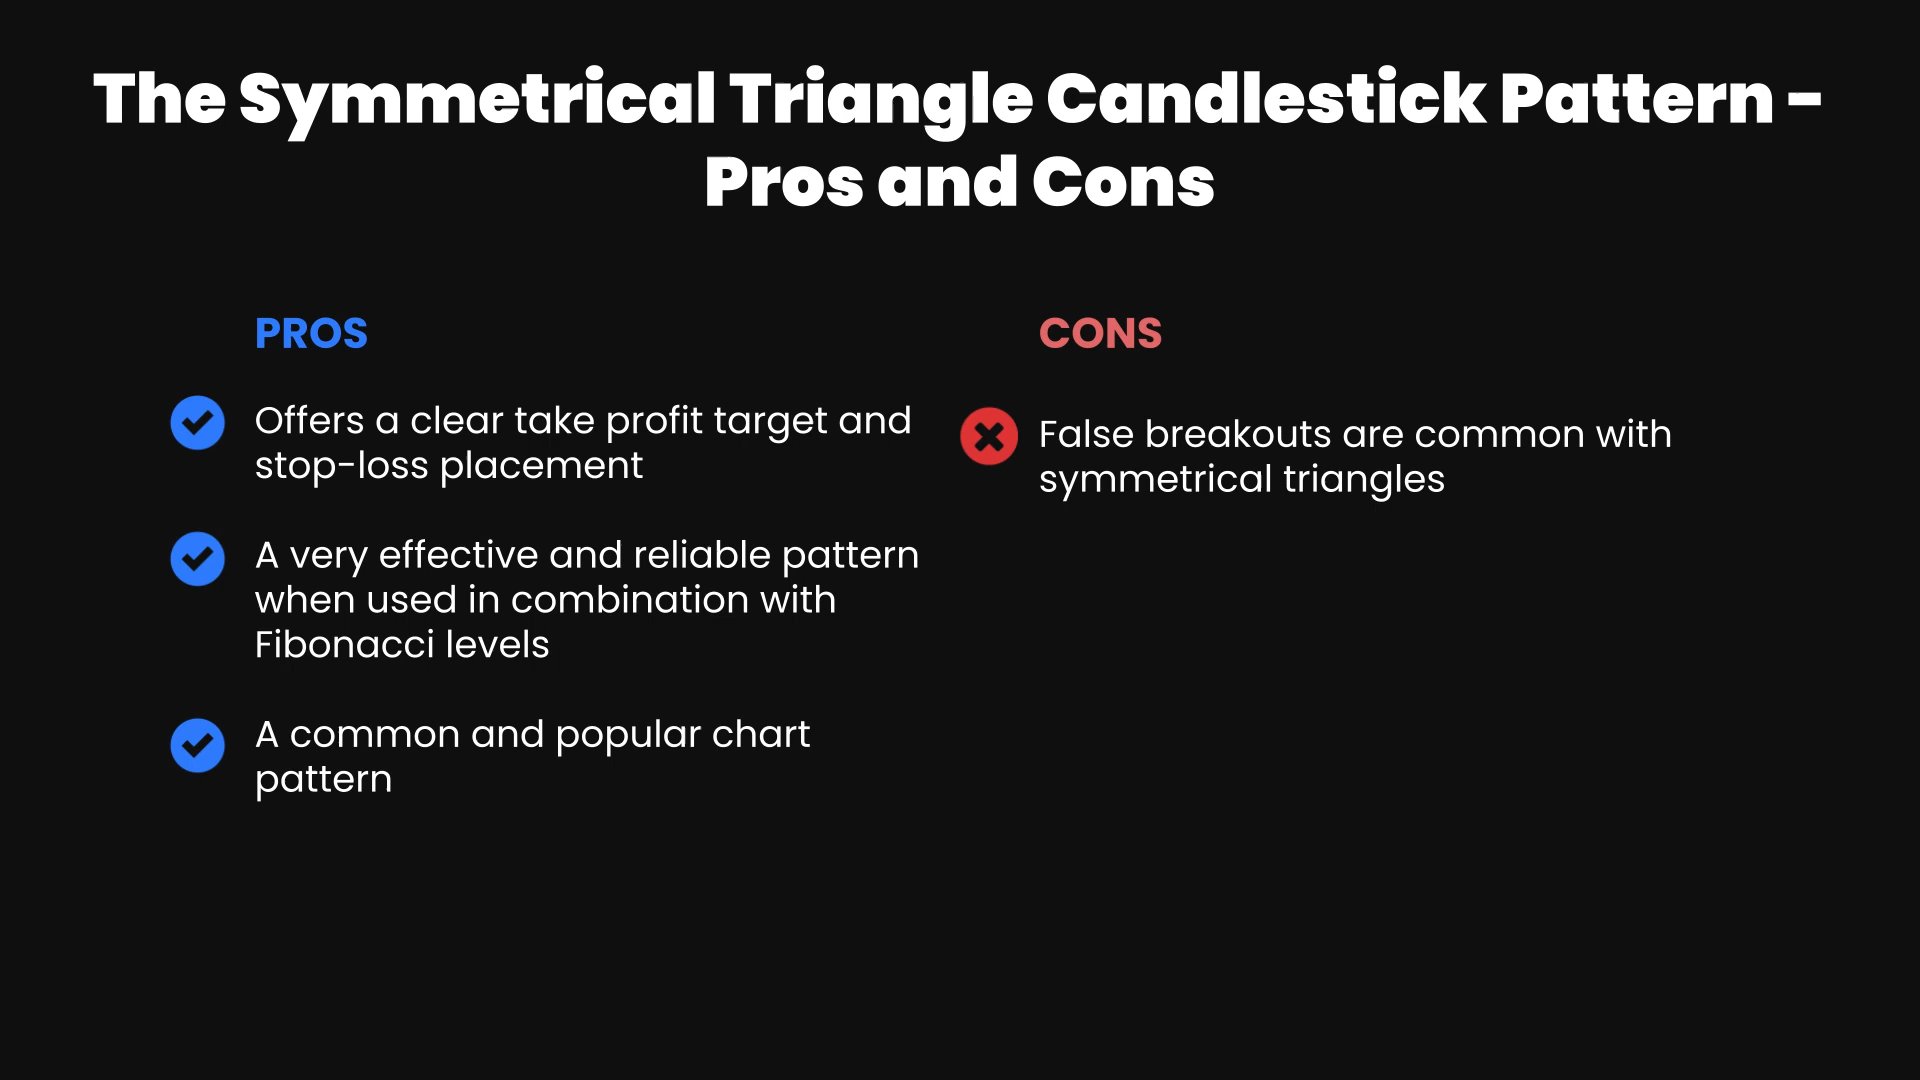 The Symmetrical Triangle Candlestick Pattern -
Pros and Cons
PROS
Offers a clear take profit target and
stop-loss placement
A very effective and reliable pattern
when used in combination with
Fibonacci levels
A common and popular chart
pattern
CONS
False breakouts are common with
symmetrical triangles